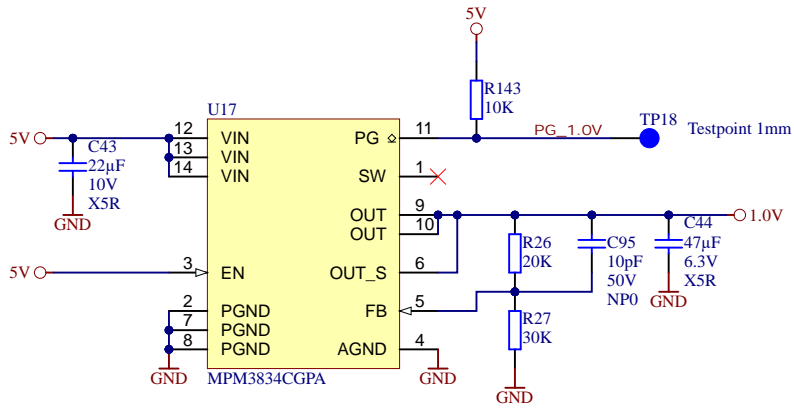 5V
R143
10K
U17
5V
12 VIN
13 VIN
14 VIN
PG 11
PG_1.0V
TP18
Testpoint 1mm
C43
22µF
10V
X5R
GND
SW 1
OUT 9
OUT 10
1.0V
R26
20K
C95
10pF
50V
NP0
C44
47µF
6.3V
X5R
GND
5V
3 EN
OUT_S 6
2 PGND
7 PGND
8 PGND
FB 5
R27
30K
AGND 4
GND
GND
GND
MPM3834CGPA